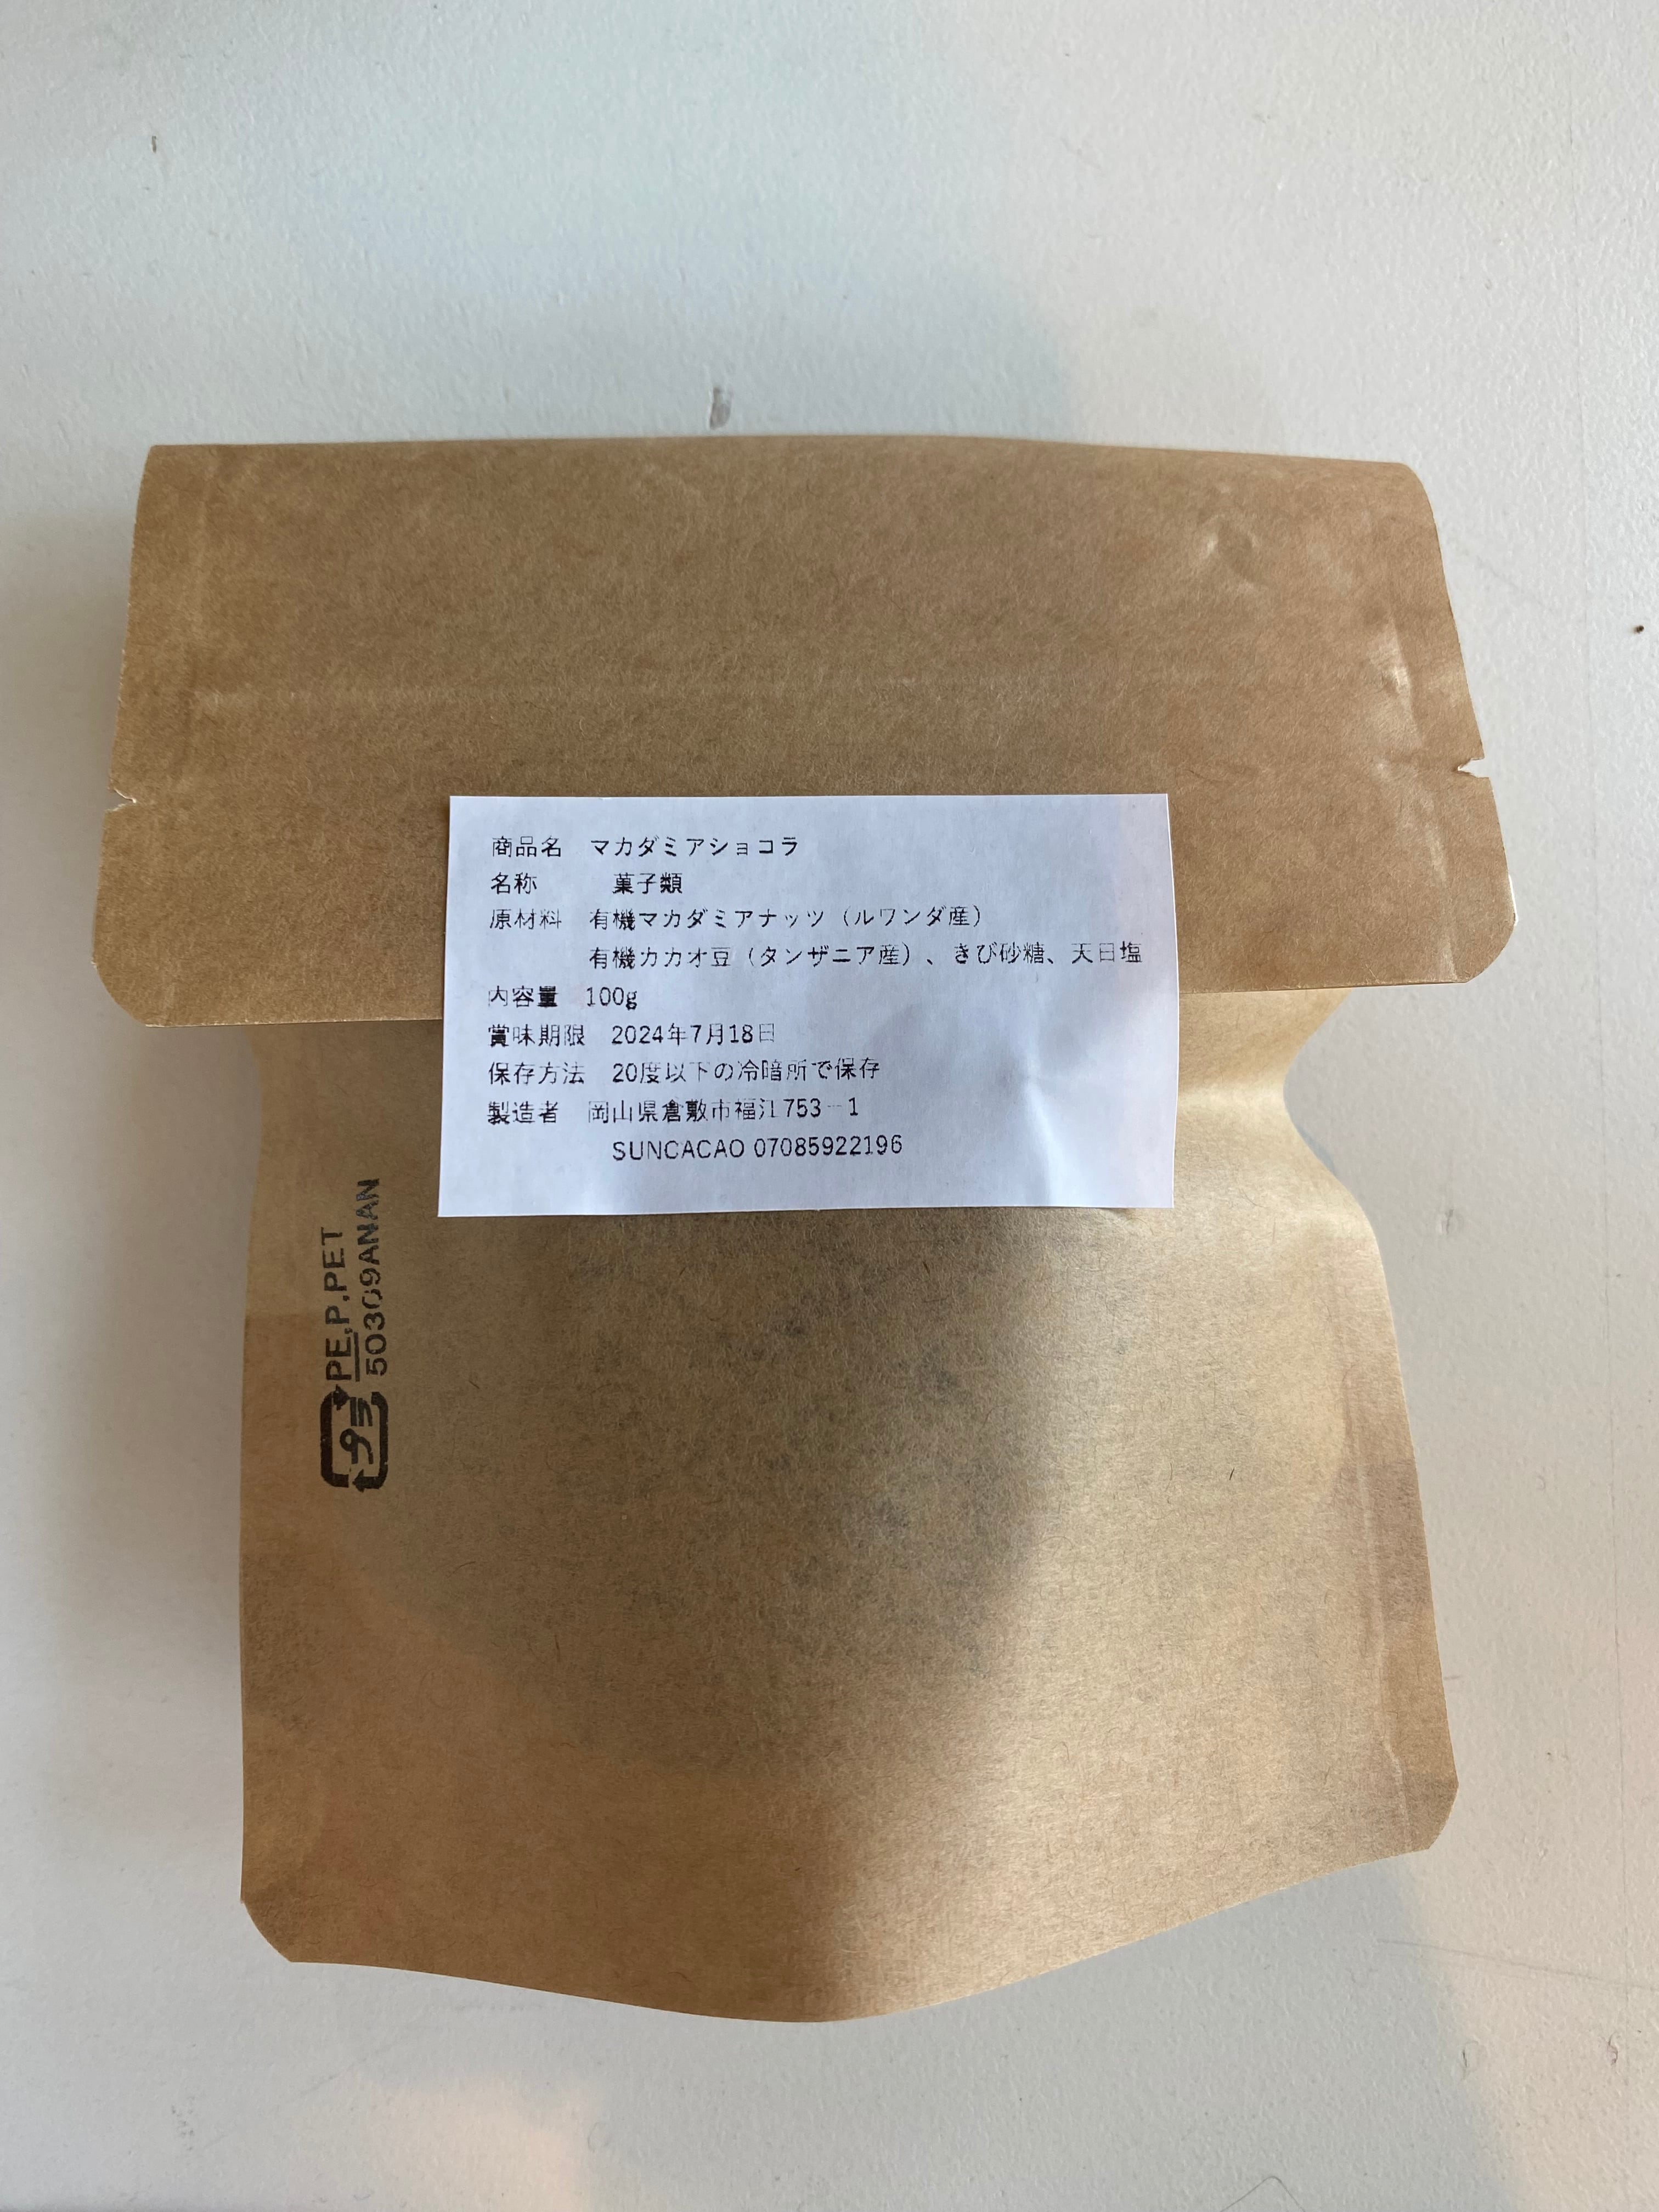 商品名 マカダミアショコラ
名称 菓子類
原材料 有機マカダミアナッツ（ルワンダ産）
有機カカオ豆（タンザニア産）、きび砂糖、天日塩
内容量 100g
賞味期限 2024年7月18日
保存方法 20度以下の冷暗所で保存
製造者 岡山県倉敷市福江753－1
SUNCACAO 07085922196
プラ PE,P,PET
50309ANAN